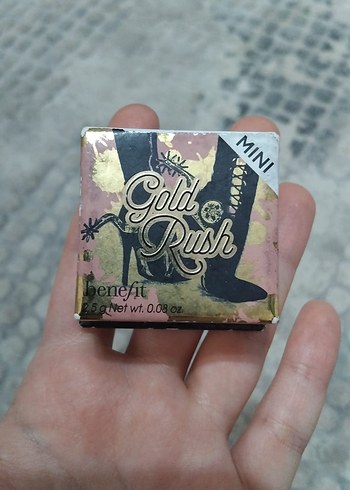 MINI
Gold
Rush
benefit
2.5 g Net wt. 0.08 oz